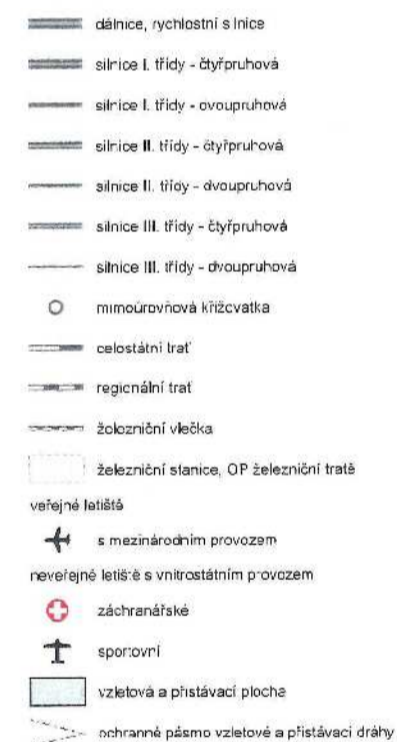 dálnice, rychlostní silnice
silnice I. třídy - čtyřpruhová
silnice I. třídy - dvoupruhová
silnice II. třídy - čtyřpruhová
silnice II. třídy - dvoupruhová
silnice III. třídy - čtyřpruhová
silnice III. třídy - dvoupruhová
mimoúrovňová křižovatka
celostátní trať
regionální trať
železniční vlečka
železniční stanice, OP železniční tratě
veřejné letiště
s mezinárodním provozem
neveřejné letiště s vnitrostátním provozem
záchranářské
sportovní
vzletová a přistávací plocha
ochranné pásmo vzletové a přistávací dráhy